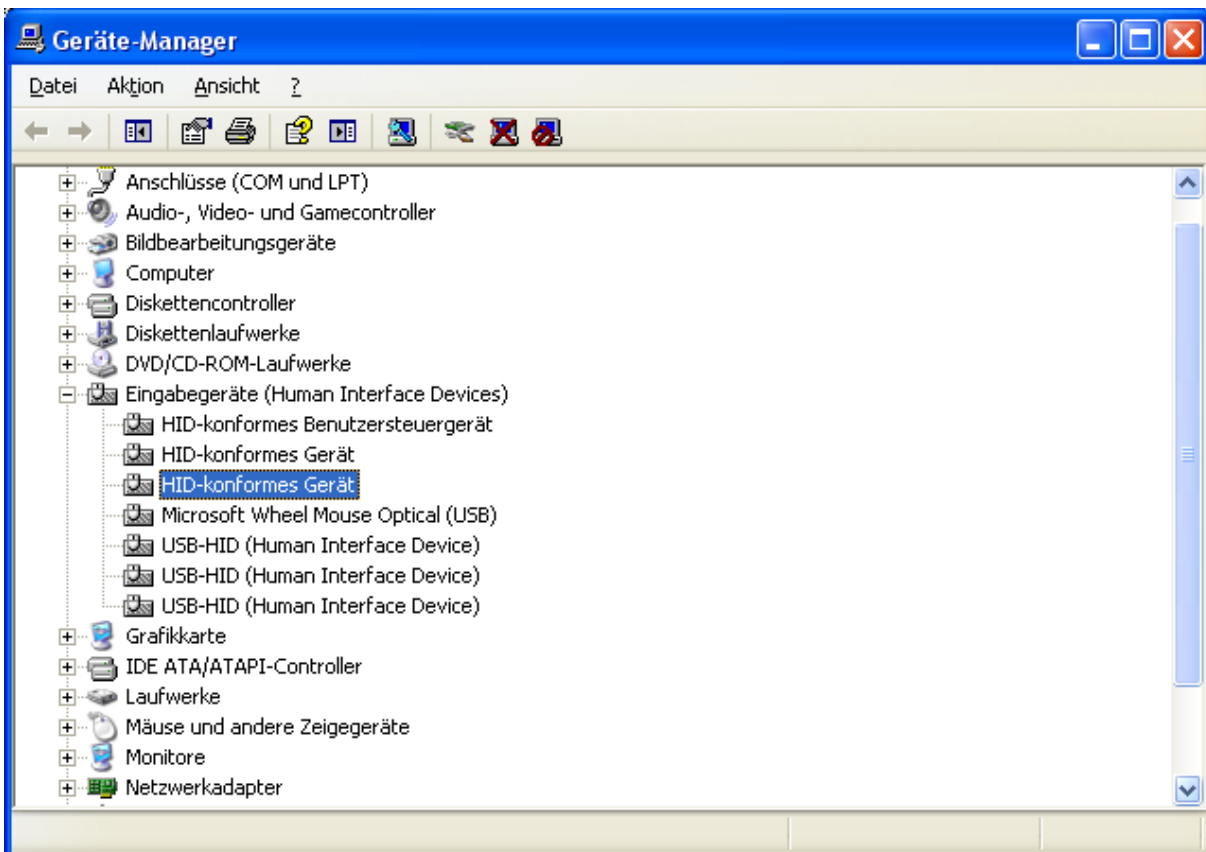 Geräte-Manager
Datei Aktion Ansicht ?
Anschlüsse (COM und LPT)
Audio-, Video- und Gamecontroller
Bildbearbeitungsgeräte
Computer
Diskettencontroller
Diskettenlaufwerke
DVD/CD-ROM-Laufwerke
Eingabegeräte (Human Interface Devices)
HID-konformes Benutzersteuergerät
HID-konformes Gerät
HID-konformes Gerät
Microsoft Wheel Mouse Optical (USB)
USB-HID (Human Interface Device)
USB-HID (Human Interface Device)
USB-HID (Human Interface Device)
Grafikkarte
IDE ATA/ATAPI-Controller
Laufwerke
Mäuse und andere Zeigegeräte
Monitore
Netzwerkadapter